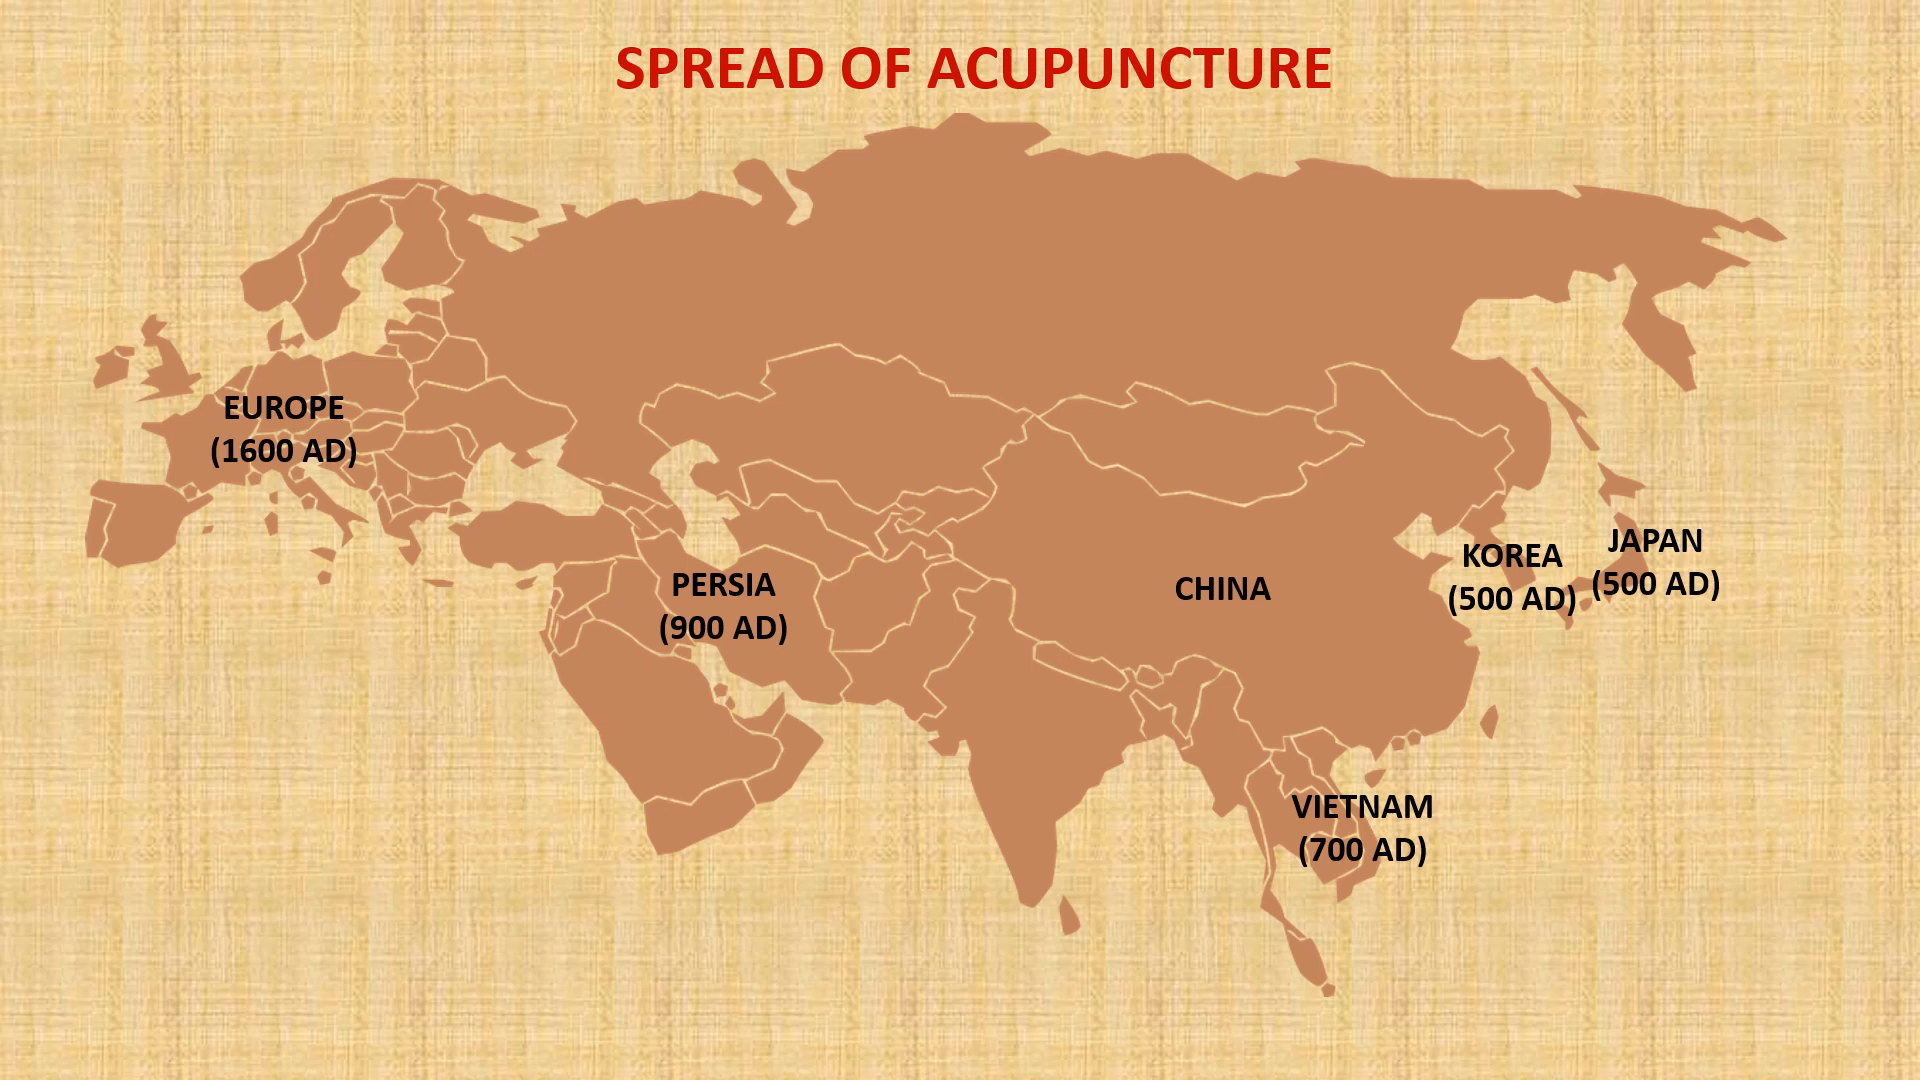 SPREAD OF ACUPUNCTURE
EUROPE
(1600 AD)
PERSIA
(900 AD)
CHINA
KOREA
(500 AD)
JAPAN
(500 AD)
VIETNAM
(700 AD)